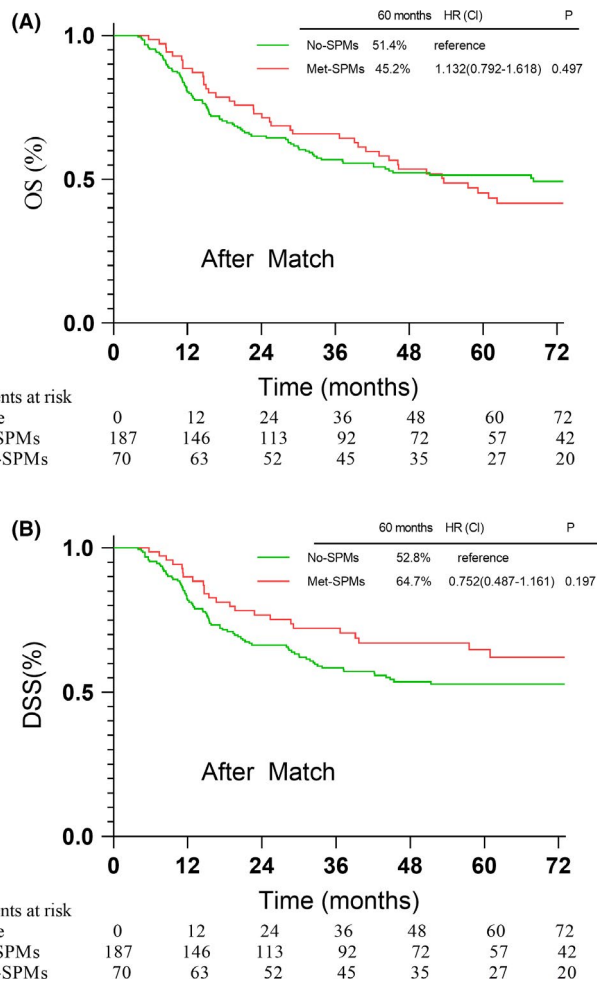 (A)
60 months HR (CI) P
No-SPMs 51.4% reference
Met-SPMs 45.2% 1.132(0.792-1.618) 0.497
1.0
OS (%)
0.5
After Match
0.0
0 12 24 36 48 60 72
Time (months)
nts at risk
e 0 12 24 36 48 60 72
SPMs 187 146 113 92 72 57 42
-SPMs 70 63 52 45 35 27 20
(B)
60 months HR (CI) P
No-SPMs 52.8% reference
Met-SPMs 64.7% 0.752(0.487-1.161) 0.197
1.0
DSS(%)
0.5
After Match
0.0
0 12 24 36 48 60 72
Time (months)
nts at risk
e 0 12 24 36 48 60 72
SPMs 187 146 113 92 72 57 42
-SPMs 70 63 52 45 35 27 20